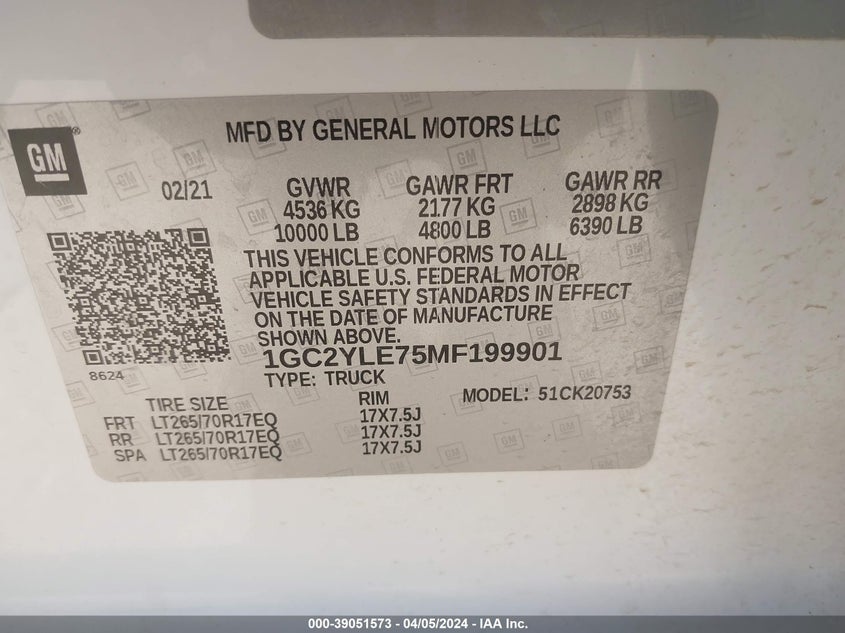 MFD BY GENERAL MOTORS LLC
GM®
02/21 GVWR GAWR FRT GAWR RR
4536 KG 2177 KG 2898 KG
10000 LB 4800 LB 6390 LB
THIS VEHICLE CONFORMS TO ALL
APPLICABLE U.S. FEDERAL MOTOR
VEHICLE SAFETY STANDARDS IN EFFECT
ON THE DATE OF MANUFACTURE
SHOWN ABOVE.
1GC2YLE75MF199901
8624
TYPE: TRUCK MODEL: 51CK20753
TIRE SIZE RIM
FRT LT265/70R17EQ 17X7.5J
RR LT265/70R17EQ 17X7.5J
SPA LT265/70R17EQ 17X7.5J
000-39051573 - 04/05/2024 - IAA Inc.